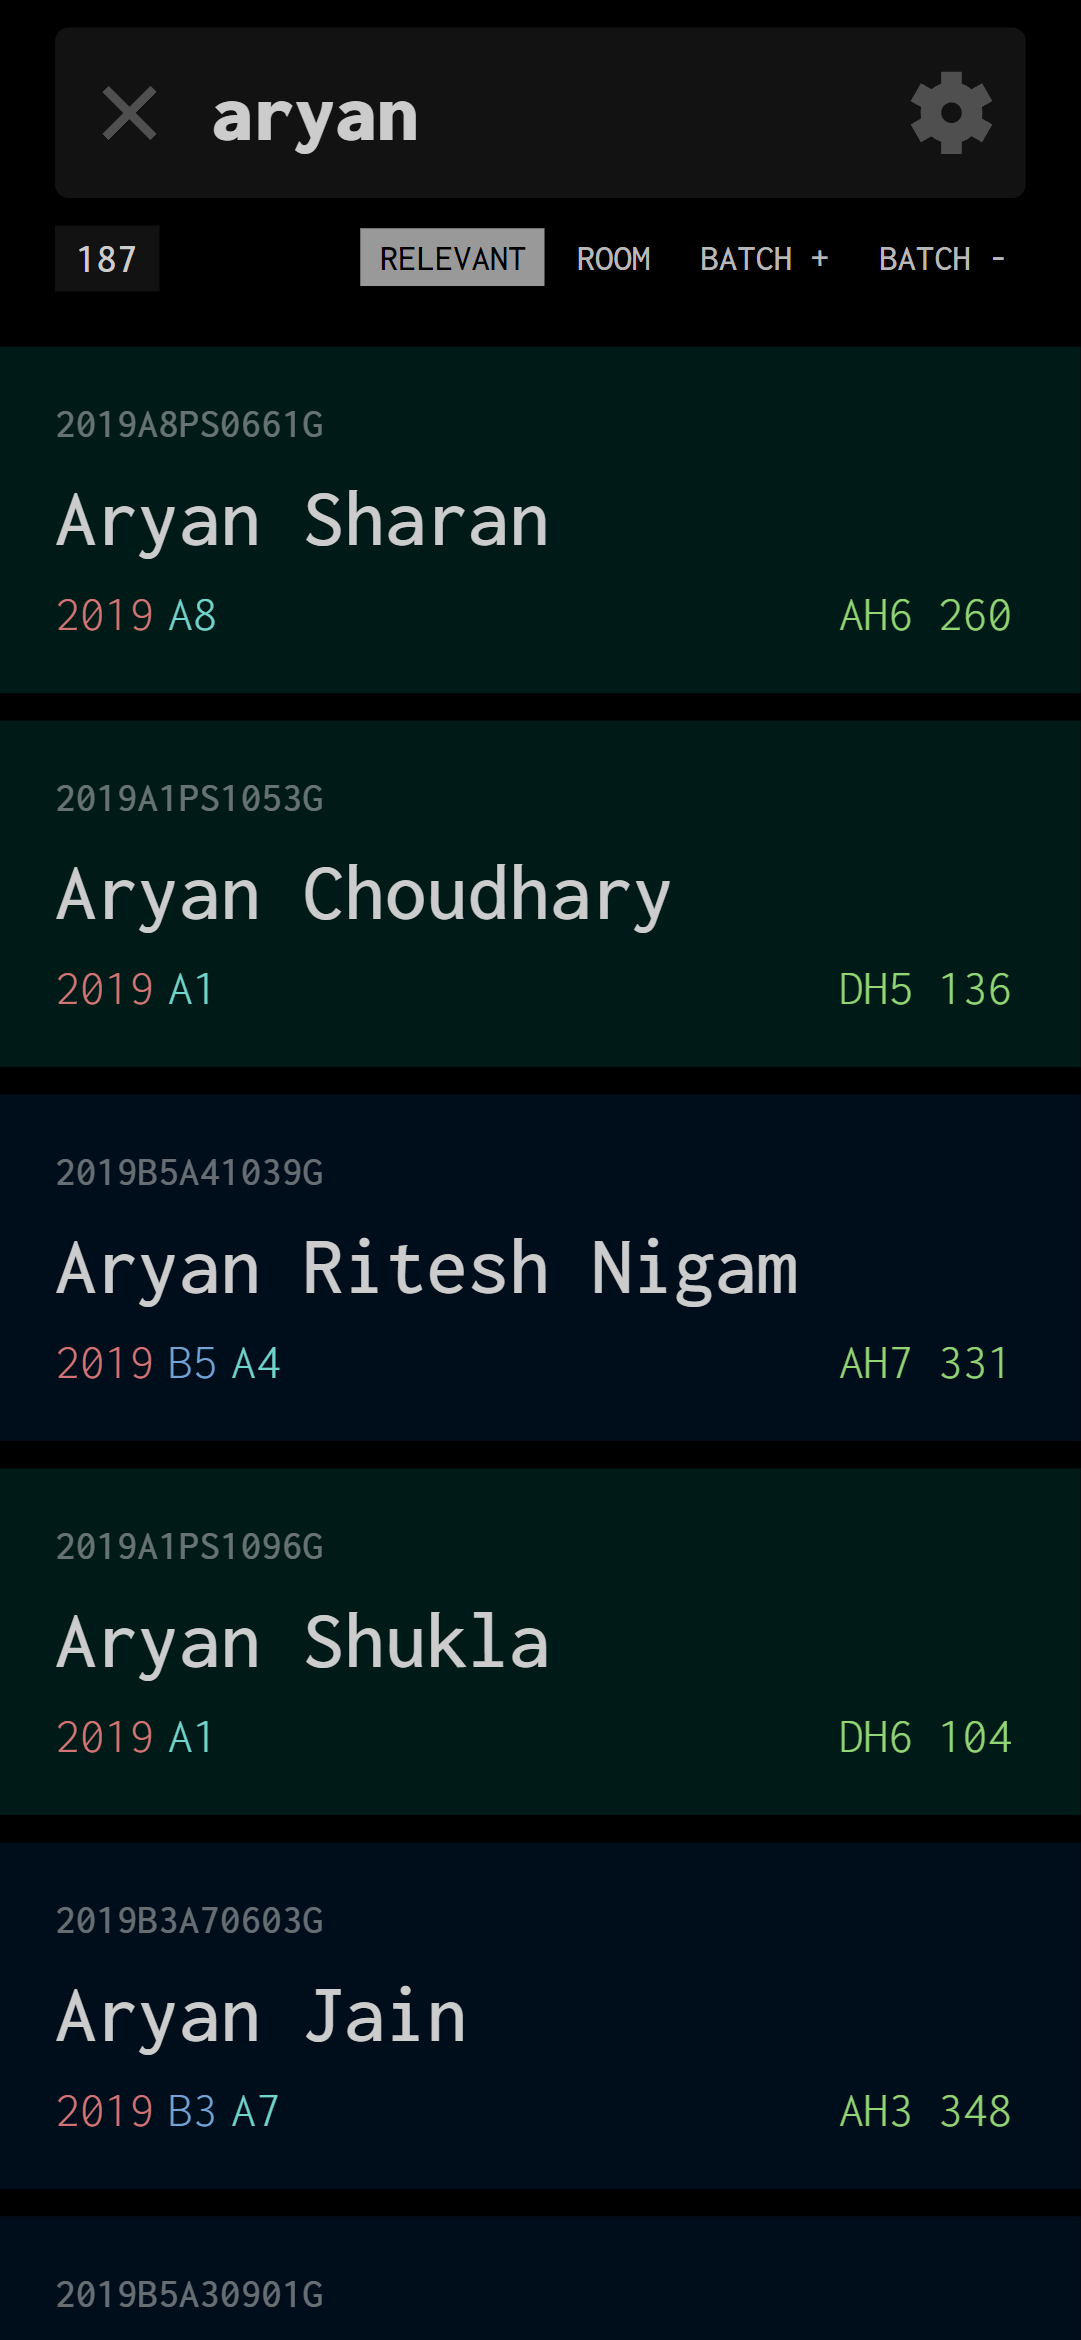 aryan
187 RELEVANT ROOM BATCH + BATCH -
2019A8PS0661G
Aryan Sharan
2019 A8 AH6 260
2019A1PS1053G
Aryan Choudhary
2019 A1 DH5 136
2019B5A41039G
Aryan Ritesh Nigam
2019 B5 A4 AH7 331
2019A1PS1096G
Aryan Shukla
2019 A1 DH6 104
2019B3A70603G
Aryan Jain
2019 B3 A7 AH3 348
2019B5A30901G